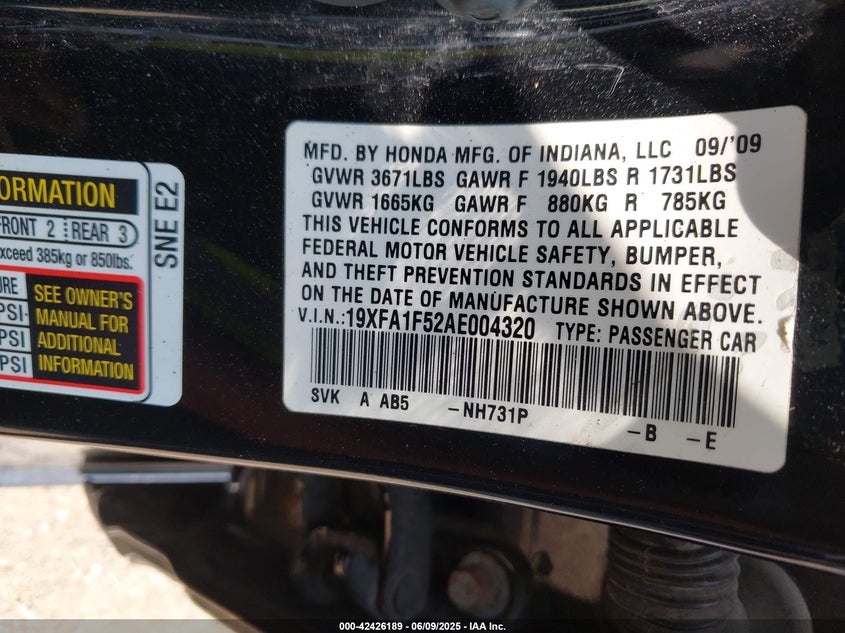 ORMATION
FRONT 2 REAR 3
exceed 385kg or 850lbs.
URE
PSI
PSI
PSI
SEE OWNER'S
MANUAL FOR
ADDITIONAL
INFORMATION
SNE E2
MFD. BY HONDA MFG. OF INDIANA, LLC 09/'09
GVWR 3671LBS GAWR F 1940LBS R 1731LBS
GVWR 1665KG GAWR F 880KG R 785KG
THIS VEHICLE CONFORMS TO ALL APPLICABLE
FEDERAL MOTOR VEHICLE SAFETY, BUMPER,
AND THEFT PREVENTION STANDARDS IN EFFECT
ON THE DATE OF MANUFACTURE SHOWN ABOVE.
V.I.N.:19XFA1F52AE004320 TYPE: PASSENGER CAR
SVK A AB5 -NH731P
-B -E
000-42426189 - 06/09/2025 - IAA Inc.